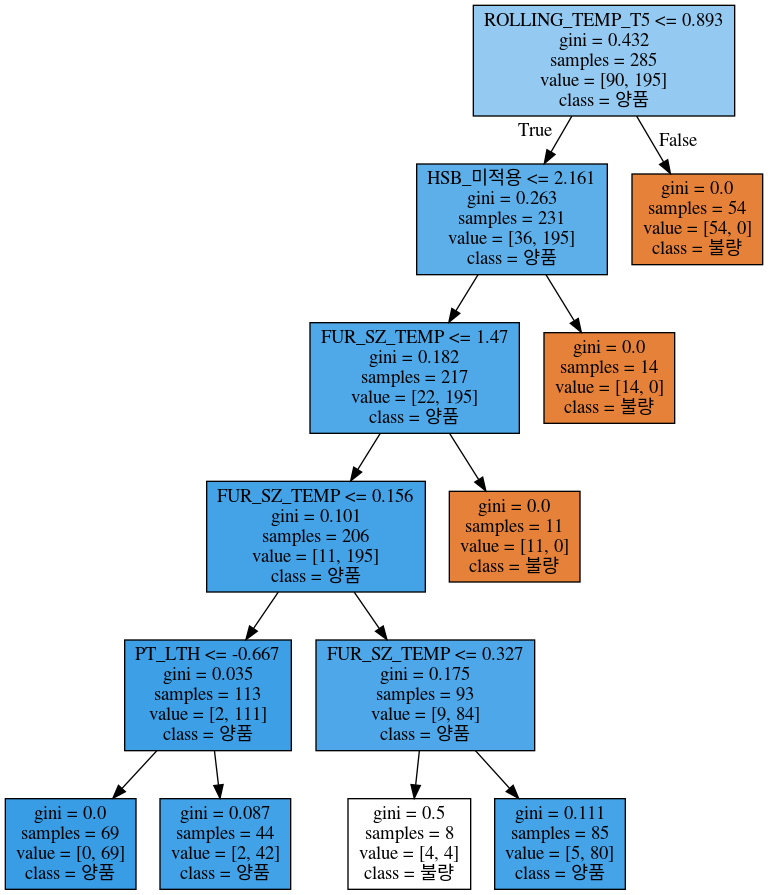 ROLLING_TEMP_T5 <= 0.893
gini = 0.432
samples = 285
value = [90, 195]
class = 양품
True
False
HSB_미적용 <= 2.161
gini = 0.263
samples = 231
value = [36, 195]
class = 양품
gini = 0.0
samples = 54
value = [54, 0]
class = 불량
FUR_SZ_TEMP <= 1.47
gini = 0.182
samples = 217
value = [22, 195]
class = 양품
gini = 0.0
samples = 14
value = [14, 0]
class = 불량
FUR_SZ_TEMP <= 0.156
gini = 0.101
samples = 206
value = [11, 195]
class = 양품
gini = 0.0
samples = 11
value = [11, 0]
class = 불량
PT_LTH <= -0.667
gini = 0.035
samples = 113
value = [2, 111]
class = 양품
FUR_SZ_TEMP <= 0.327
gini = 0.175
samples = 93
value = [9, 84]
class = 양품
gini = 0.0
samples = 69
value = [0, 69]
class = 양품
gini = 0.087
samples = 44
value = [2, 42]
class = 양품
gini = 0.5
samples = 8
value = [4, 4]
class = 불량
gini = 0.111
samples = 85
value = [5, 80]
class = 양품